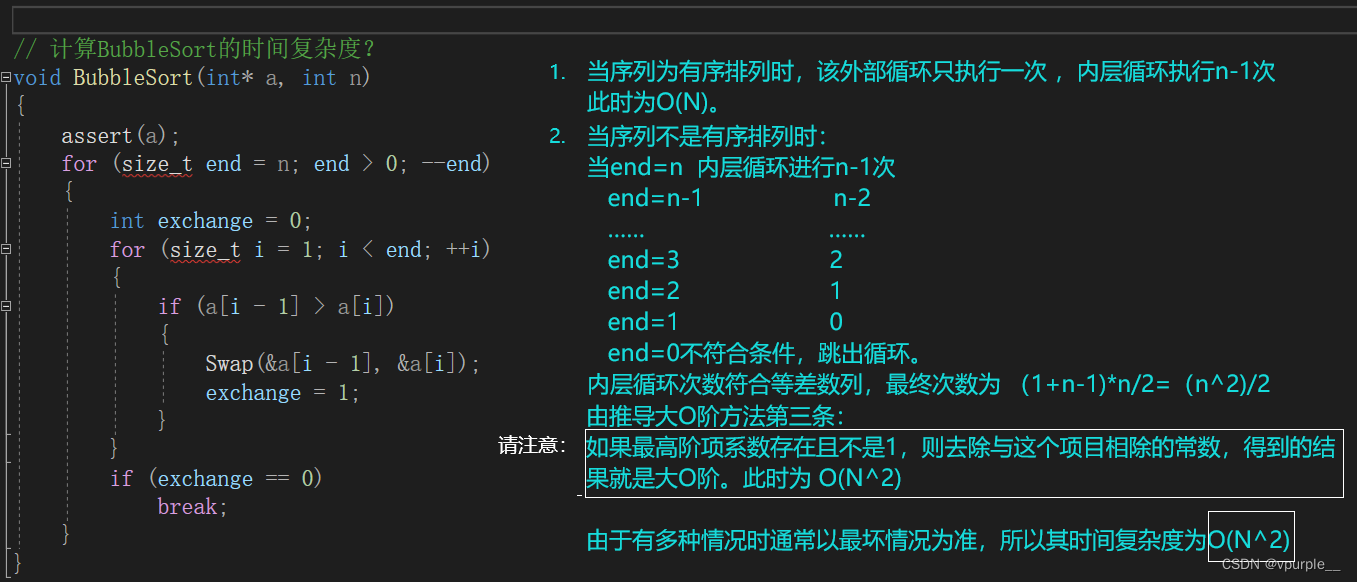 // 计算BubbleSort的时间复杂度?
void BubbleSort(int* a, int n)
{
assert(a);
for (size_t end = n; end > 0; --end)
{
int exchange = 0;
for (size_t i = 1; i < end; ++i)
{
if (a[i - 1] > a[i])
{
Swap(&a[i - 1], &a[i]);
exchange = 1;
}
}
if (exchange == 0)
break;
}
}
1. 当序列为有序排列时，该外部循环只执行一次 ，内层循环执行n-1次
此时为O(N)。
2. 当序列不是有序排列时：
当end=n 内层循环进行n-1次
end=n-1 n-2
...... ......
end=3 2
end=2 1
end=1 0
end=0不符合条件，跳出循环。
内层循环次数符合等差数列，最终次数为 （1+n-1)*n/2=（n^2)/2
由推导大O阶方法第三条：
请注意： 如果最高阶项系数存在且不是1，则去除与这个项目相除的常数，得到的结
果就是大O阶。此时为 O(N^2)
由于有多种情况时通常以最坏情况为准，所以其时间复杂度为O(N^2)
CSDN @vpurple__